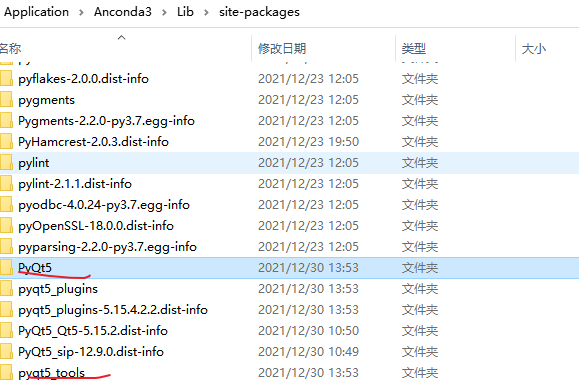 Application > Anconda3 > Lib > site-packages
名称 修改日期 类型 大小
pyflakes-2.0.0.dist-info 2021/12/23 12:05 文件夹
pygments 2021/12/23 12:05 文件夹
Pygments-2.2.0-py3.7.egg-info 2021/12/23 12:05 文件夹
PyHamcrest-2.0.3.dist-info 2021/12/23 19:50 文件夹
pylint 2021/12/23 12:05 文件夹
pylint-2.1.1.dist-info 2021/12/23 12:05 文件夹
pyodbc-4.0.24-py3.7.egg-info 2021/12/23 12:05 文件夹
pyOpenSSL-18.0.0.dist-info 2021/12/23 12:05 文件夹
pyparsing-2.2.0-py3.7.egg-info 2021/12/23 12:05 文件夹
PyQt5 2021/12/30 13:53 文件夹
pyqt5_plugins 2021/12/30 13:53 文件夹
pyqt5_plugins-5.15.4.2.2.dist-info 2021/12/30 13:53 文件夹
PyQt5_Qt5-5.15.2.dist-info 2021/12/30 10:50 文件夹
PyQt5_sip-12.9.0.dist-info 2021/12/30 10:49 文件夹
pyqt5_tools 2021/12/30 13:53 文件夹